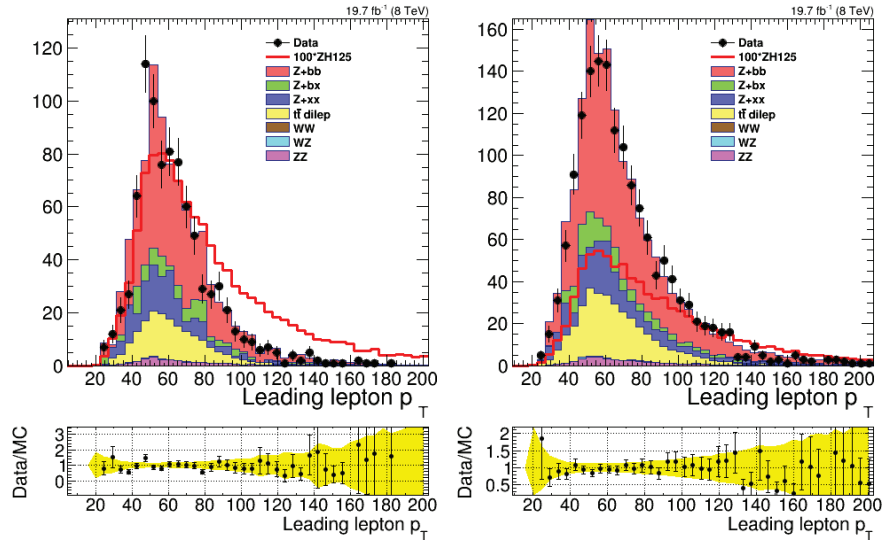 19.7 fb⁻¹ (8 TeV)
120
100
80
60
40
20
0
Data
100*ZH125
Z+bb
Z+bx
Z+xx
tt̄ dilep
WW
WZ
ZZ
20 40 60 80 100 120 140 160 180 200
Leading lepton p_T
Data/MC
3
2
1
0
20 40 60 80 100 120 140 160 180 200
Leading lepton p_T
19.7 fb⁻¹ (8 TeV)
160
140
120
100
80
60
40
20
0
Data
100*ZH125
Z+bb
Z+bx
Z+xx
tt̄ dilep
WW
WZ
ZZ
20 40 60 80 100 120 140 160 180 200
Leading lepton p_T
Data/MC
2
1.5
1
0.5
20 40 60 80 100 120 140 160 180 200
Leading lepton p_T